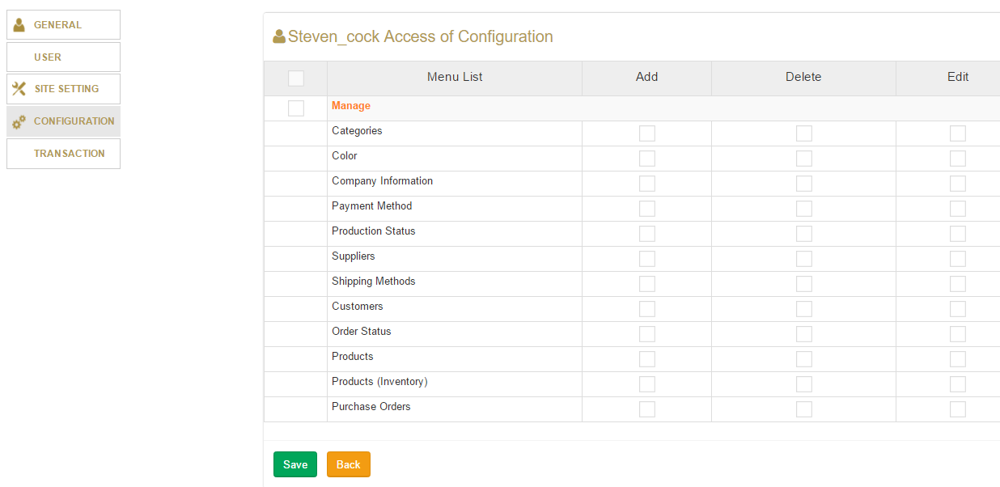 GENERAL
USER
SITE SETTING
CONFIGURATION
TRANSACTION
Steven_cock Access of Configuration
Menu List Add Delete Edit
Manage
Categories
Color
Company Information
Payment Method
Production Status
Suppliers
Shipping Methods
Customers
Order Status
Products
Products (Inventory)
Purchase Orders
Save Back